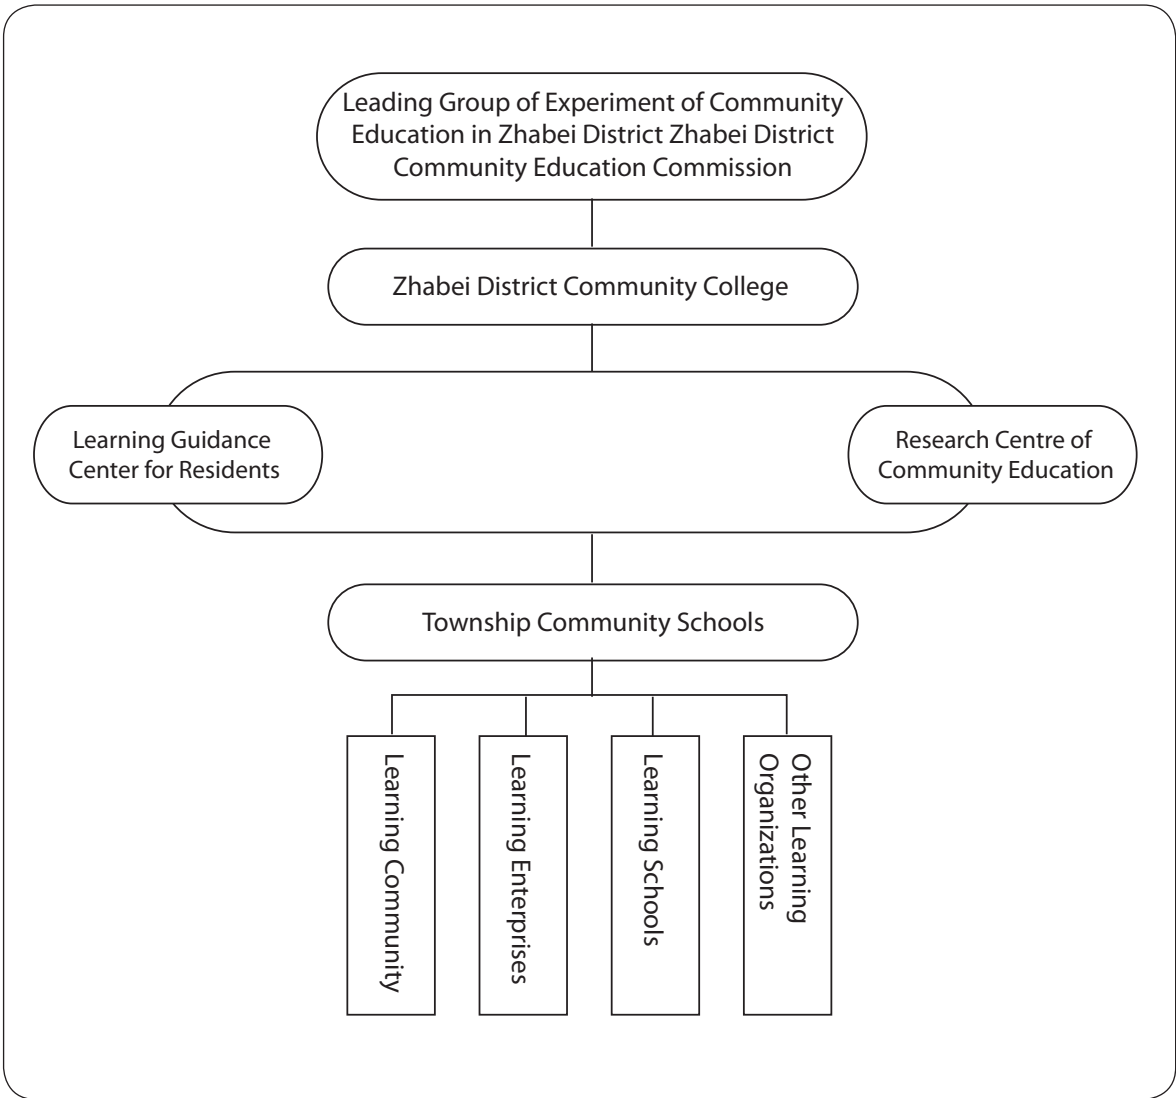 Leading Group of Experiment of Community
Education in Zhabei District Zhabei District
Community Education Commission
Zhabei District Community College
Learning Guidance
Center for Residents
Research Centre of
Community Education
Township Community Schools
Learning Community
Learning Enterprises
Learning Schools
Other Learning
Organizations